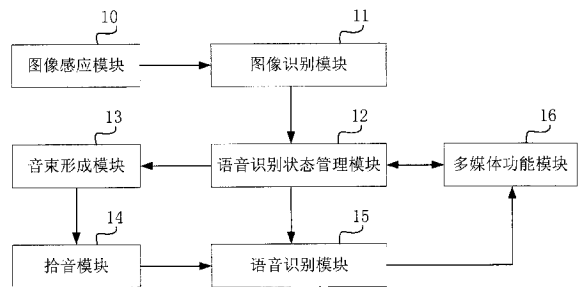 10
11
图像感应模块
图像识别模块
13
12
16
音束形成模块
语音识别状态管理模块
多媒体功能模块
14
15
拾音模块
语音识别模块